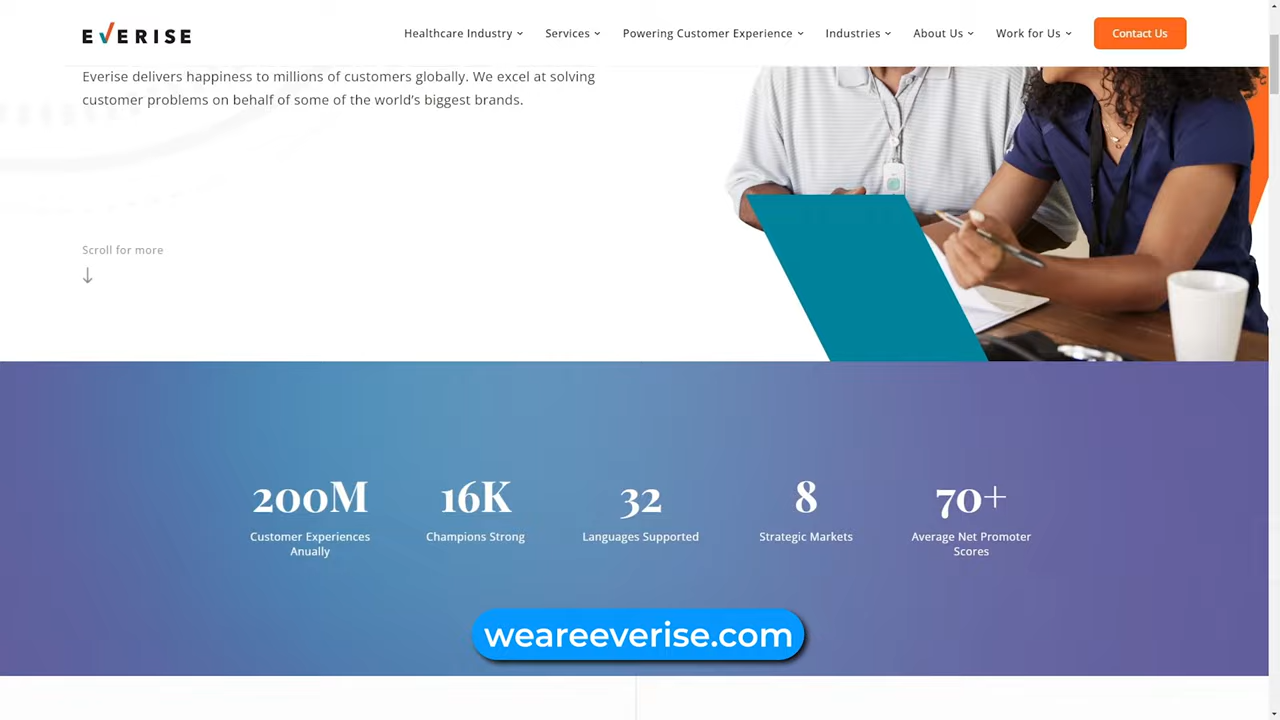 EVERISE
Healthcare Industry
Services
Powering Customer Experience
Industries
About Us
Work for Us
Contact Us
Everise delivers happiness to millions of customers globally. We excel at solving
customer problems on behalf of some of the world's biggest brands.
Scroll for more
200M
Customer Experiences
Anually
16K
Champions Strong
32
Languages Supported
8
Strategic Markets
70+
Average Net Promoter
Scores
weareeverise.com